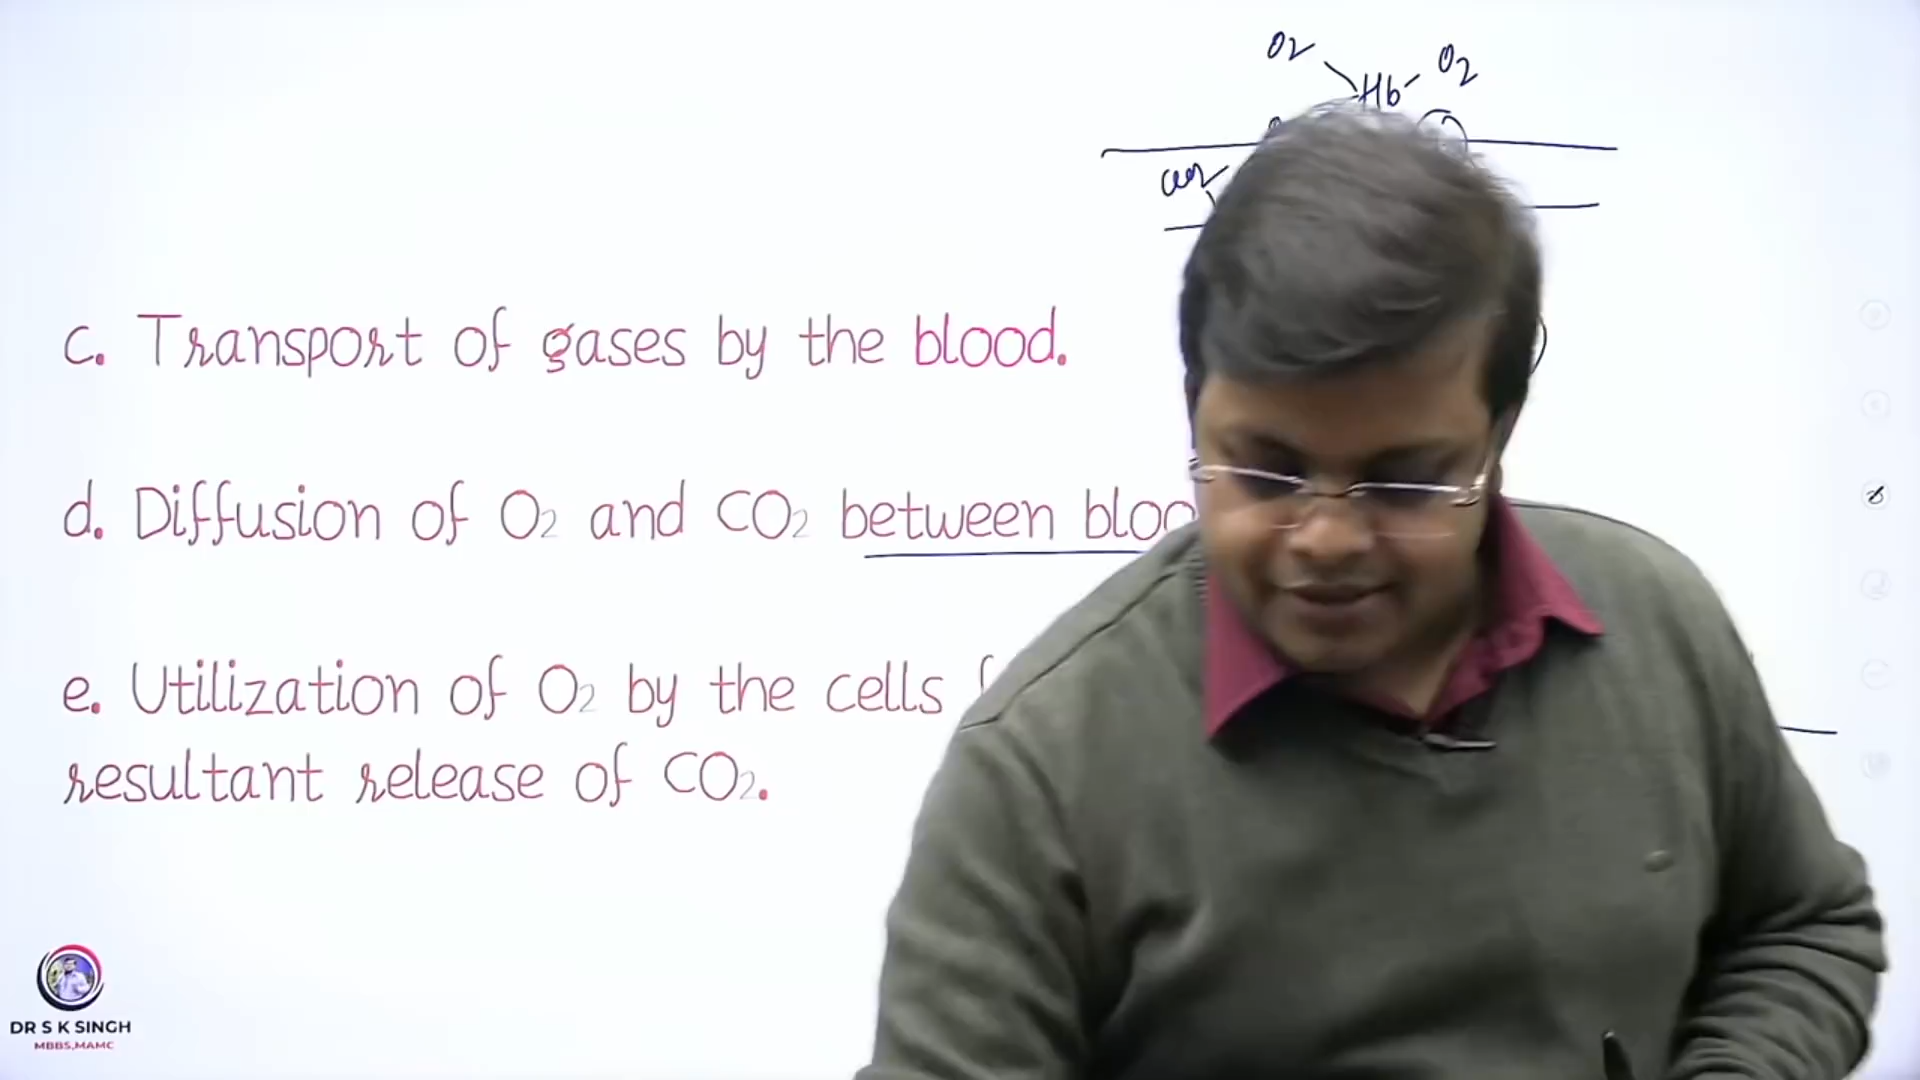 O2 Hb O2
c. Transport of gases by the blood.
d. Diffusion of O2 and CO2 between
e. Utilization of O2 by the cells
resultant release of CO2.
DR S K SINGH
MBBS,MAMC